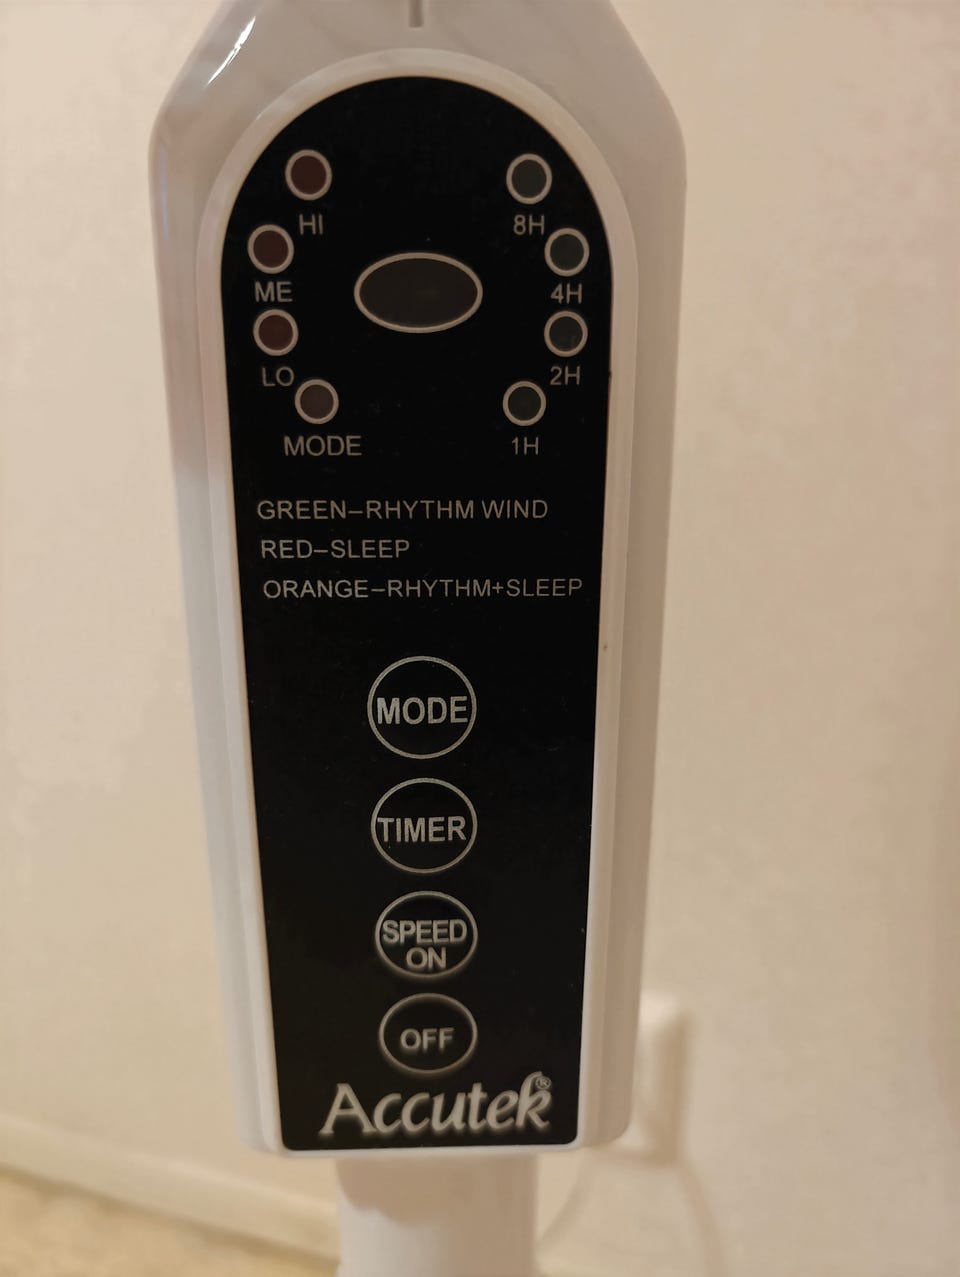 HI
8H
ME
4H
LO
2H
MODE
1H
GREEN–RHYTHM WIND
RED–SLEEP
ORANGE–RHYTHM+SLEEP
MODE
TIMER
SPEED
ON
OFF
Accutek®